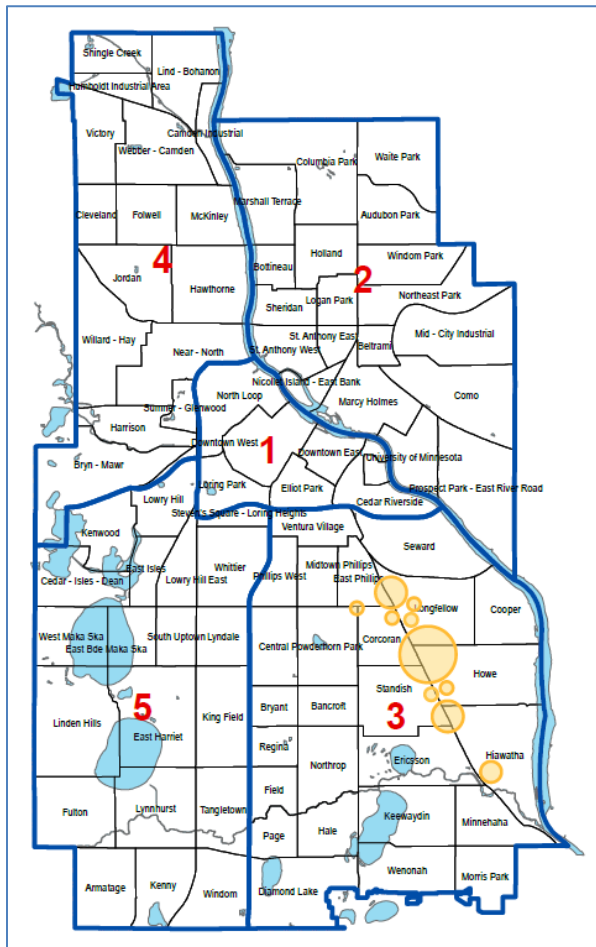 Shingle Creek
Lind - Bohanon
Humboldt Industrial Area
Victory
Camden Industrial
Webber - Camden
Columbia Park
Waite Park
Marshall Terrace
Audubon Park
Cleveland
Folwell
McKinley
Holland
Windom Park
4
Bottineau
2
Jordan
Hawthorne
Logan Park
Northeast Park
Sheridan
Mid - City Industrial
Willard - Hay
Near - North
St. Anthony West
St. Anthony East
Beltrami
Nicollet Island - East Bank
Como
North Loop
Marcy Holmes
Sumner - Glenwood
Harrison
Downtown West
1
Downtown East
University of Minnesota
Bryn - Mawr
Loring Park
Elliot Park
Prospect Park - East River Road
Cedar Riverside
Lowry Hill
Steven's Square - Loring Heights
Ventura Village
Kenwood
Seward
East Isles
Whittier
Midtown Phillips
Lowry Hill East
Phillips West
East Phillips
Cedar - Isles - Dean
Longfellow
Cooper
West Maka Ska
South Uptown
Lyndale
Corcoran
East Bde Maka Ska
Central
Powderhorn Park
Howe
Standish
5
Linden Hills
King Field
Bryant
Bancroft
3
East Harriet
Regina
Ericsson
Hiawatha
Northrop
Field
Fulton
Lynnhurst
Tangletown
Keewaydin
Minnehaha
Page
Hale
Wenonah
Morris Park
Armatage
Kenny
Windom
Diamond Lake